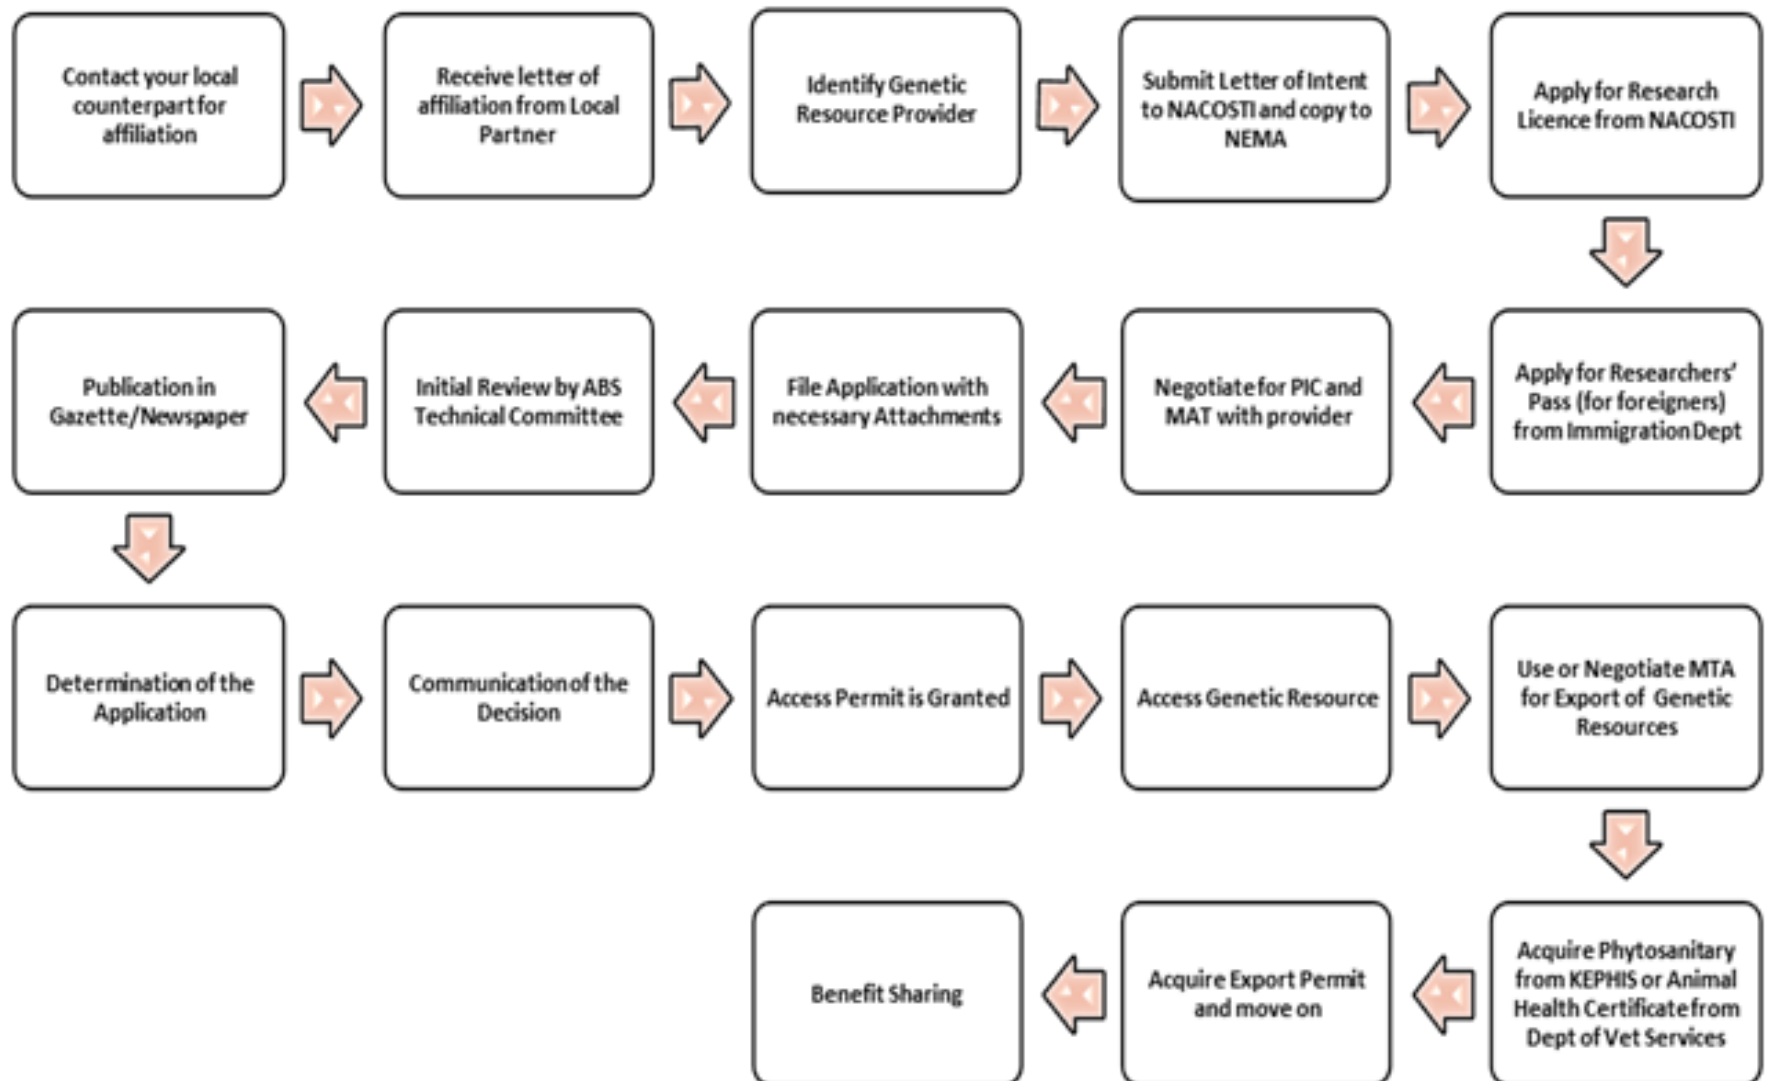 Contact your local
counterpart for
affiliation
Receive letter of
affiliation from Local
Partner
Identify Genetic
Resource Provider
Submit Letter of Intent
to NACOSTI and copy to
NEMA
Apply for Research
Licence from NACOSTI
Apply for Researchers'
Pass (for foreigners)
from Immigration Dept
Negotiate for PIC and
MAT with provider
File Application with
necessary Attachments
Initial Review by ABS
Technical Committee
Publication in
Gazette/Newspaper
Determination of the
Application
Communication of the
Decision
Access Permit is Granted
Access Genetic Resource
Use or Negotiate MTA
for Export of Genetic
Resources
Acquire Phytosanitary
from KEPHIS or Animal
Health Certificate from
Dept of Vet Services
Acquire Export Permit
and move on
Benefit Sharing